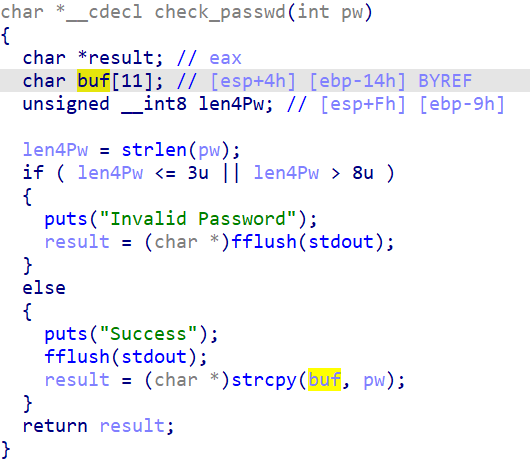 char *__cdecl check_passwd(int pw)
{
  char *result; // eax
  char buf[11]; // [esp+4h] [ebp-14h] BYREF
  unsigned __int8 len4Pw; // [esp+Fh] [ebp-9h]

  len4Pw = strlen(pw);
  if ( len4Pw <= 3u || len4Pw > 8u )
  {
    puts("Invalid Password");
    result = (char *)fflush(stdout);
  }
  else
  {
    puts("Success");
    fflush(stdout);
    result = (char *)strcpy(buf, pw);
  }
  return result;
}